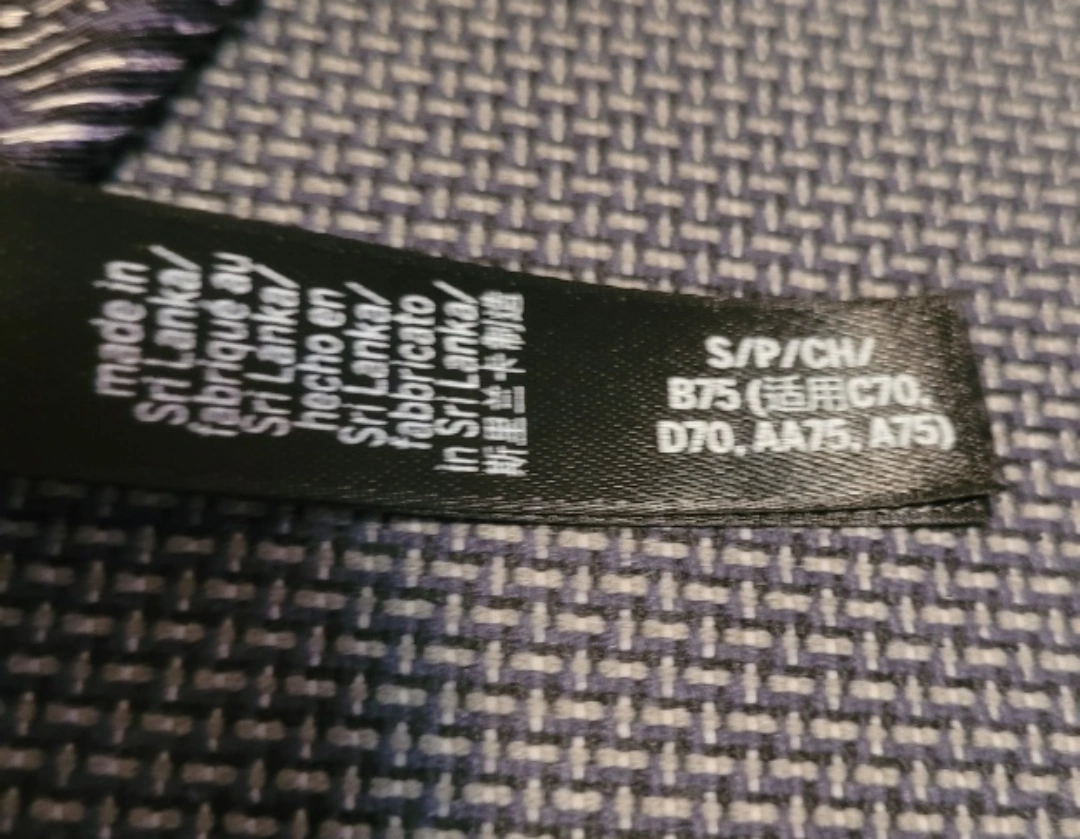 made in
Sri Lanka/
fabriqué au
Sri Lanka/
hecho en
Sri Lanka/
fabbricato
in Sri Lanka/
斯里兰卡制造
S/P/CH/
B75 (适用C70,
D70, AA75, A75)